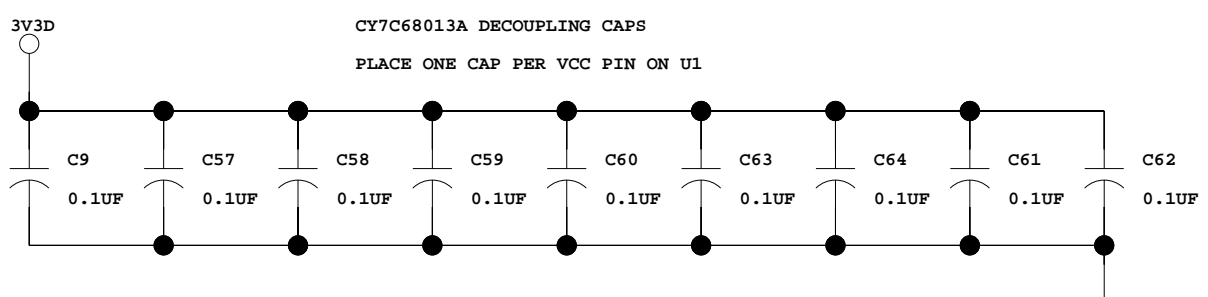 3V3D
CY7C68013A DECOUPLING CAPS
PLACE ONE CAP PER VCC PIN ON U1
C9 C57 C58 C59 C60 C63 C64 C61 C62
0.1UF 0.1UF 0.1UF 0.1UF 0.1UF 0.1UF 0.1UF 0.1UF 0.1UF